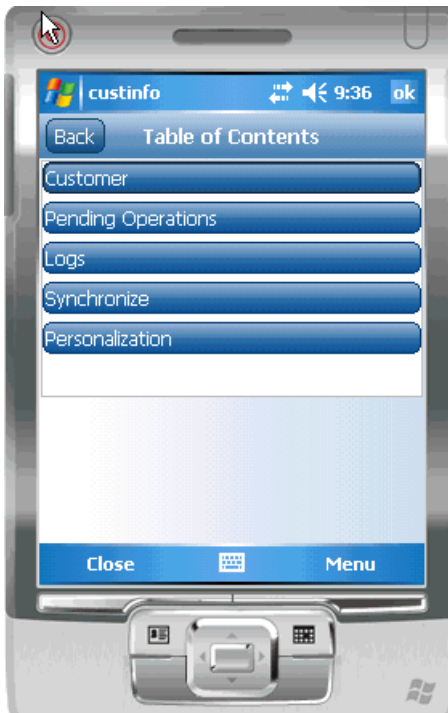 custinfo 9:36 ok
Back Table of Contents
Customer
Pending Operations
Logs
Synchronize
Personalization
Close Menu